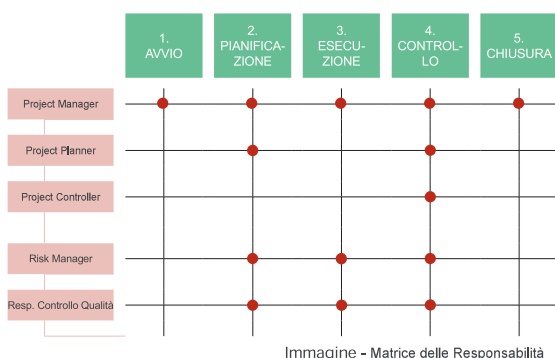 1.
AVVIO
2.
PIANIFICA-
ZIONE
3.
ESECU-
ZIONE
4.
CONTROL-
LO
5.
CHIUSURA
Project Manager
Project Planner
Project Controller
Risk Manager
Resp. Controllo Qualità
Immagine - Matrice delle Responsabilità